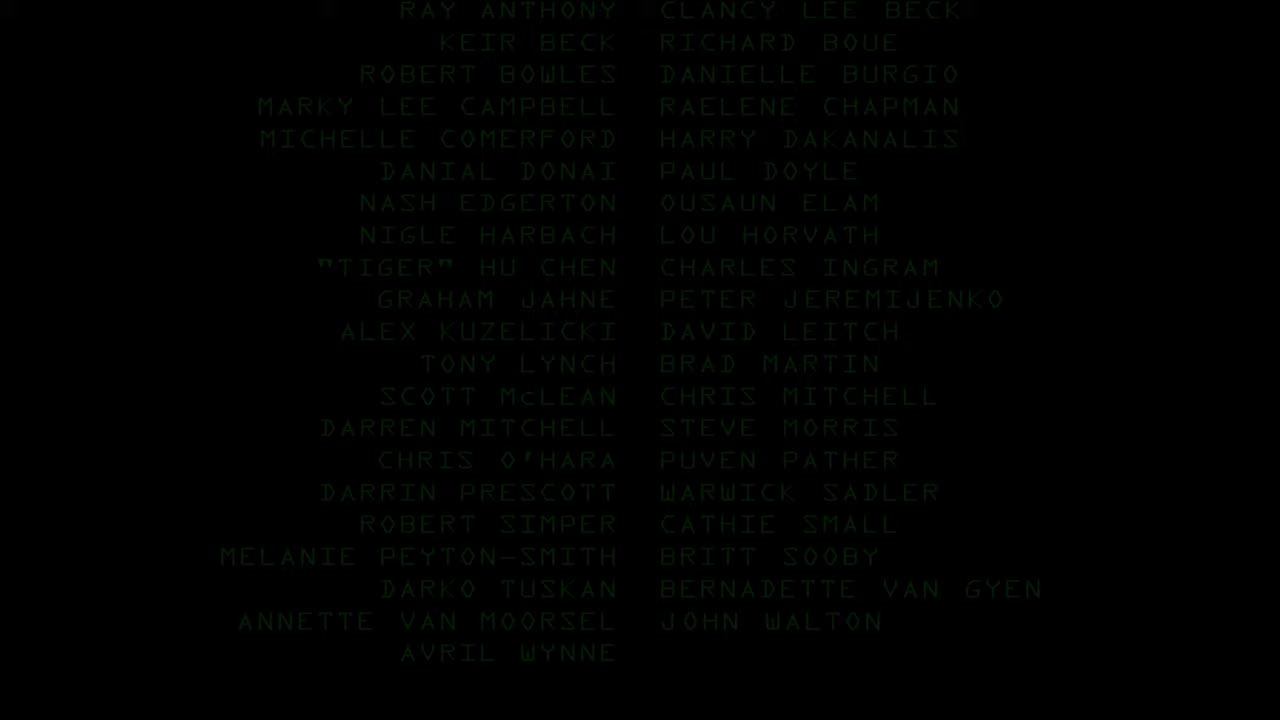 RAY ANTHONY CLANCY LEE BECK
KEIR BECK RICHARD BOUE
ROBERT BOWLES DANIELLE BURGIO
MARKY LEE CAMPBELL RAELENE CHAPMAN
MICHELLE COMERFORD HARRY DAKANALIS
DANIAL DONAI PAUL DOYLE
NASH EDGERTON OUSAUN ELAM
NIGLE HARBACH LOU HORVATH
"TIGER" HU CHEN CHARLES INGRAM
GRAHAM JAHNE PETER JEREMIJENKO
ALEX KUZELICKI DAVID LEITCH
TONY LYNCH BRAD MARTIN
SCOTT McLEAN CHRIS MITCHELL
DARREN MITCHELL STEVE MORRIS
CHRIS O'HARA PUVEN PATHER
DARRIN PRESCOTT WARWICK SADLER
ROBERT SIMPER CATHIE SMALL
MELANIE PEYTON-SMITH BRITT SOOBY
DARKO TUSKAN BERNADETTE VAN GYEN
ANNETTE VAN MOORSEL JOHN WALTON
AVRIL WYNNE